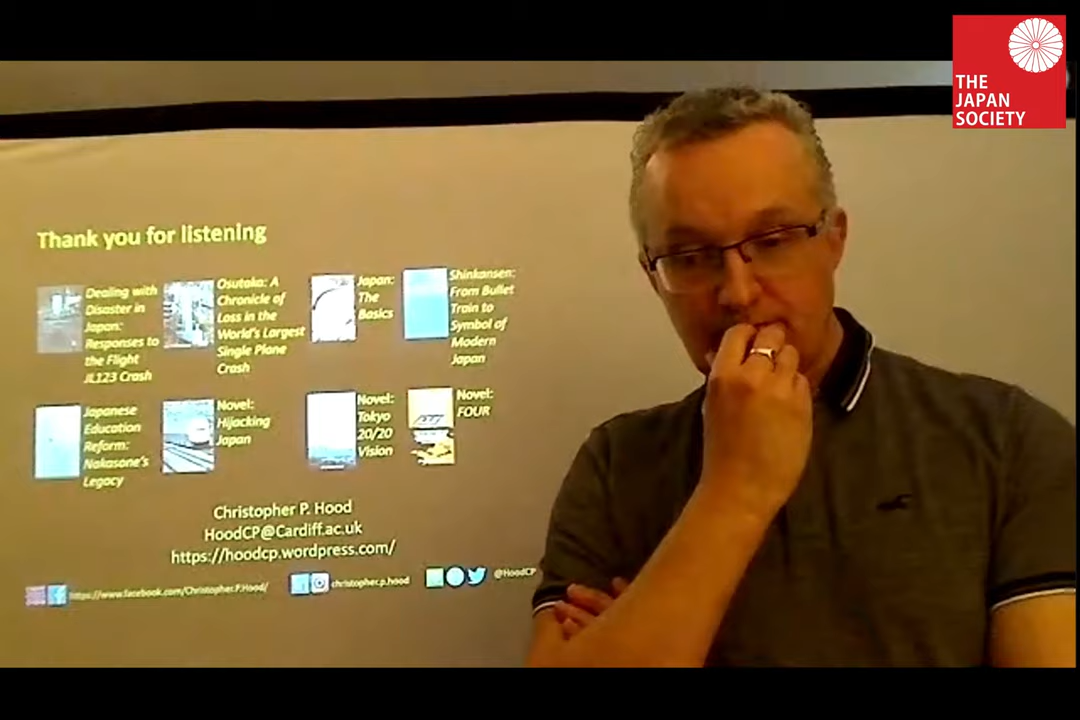 THE
JAPAN
SOCIETY
Thank you for listening
Dealing with
Disaster in
Japan:
Responses to
the Flight
JL123 Crash
Osutaka: A
Chronicle of
Loss in the
World's Largest
Single Plane
Crash
Japan:
The
Basics
Shinkansen:
From Bullet
Train to
Symbol of
Modern
Japan
Japanese
Education
Reform:
Nakasone's
Legacy
Novel:
Hijacking
Japan
Novel:
Tokyo
20/20
Vision
Novel:
FOUR
Christopher P. Hood
HoodCP@Cardiff.ac.uk
https://hoodcp.wordpress.com/
https://www.facebook.com/Christopher.P.Hood/
christopher.p.hood
@HoodCP